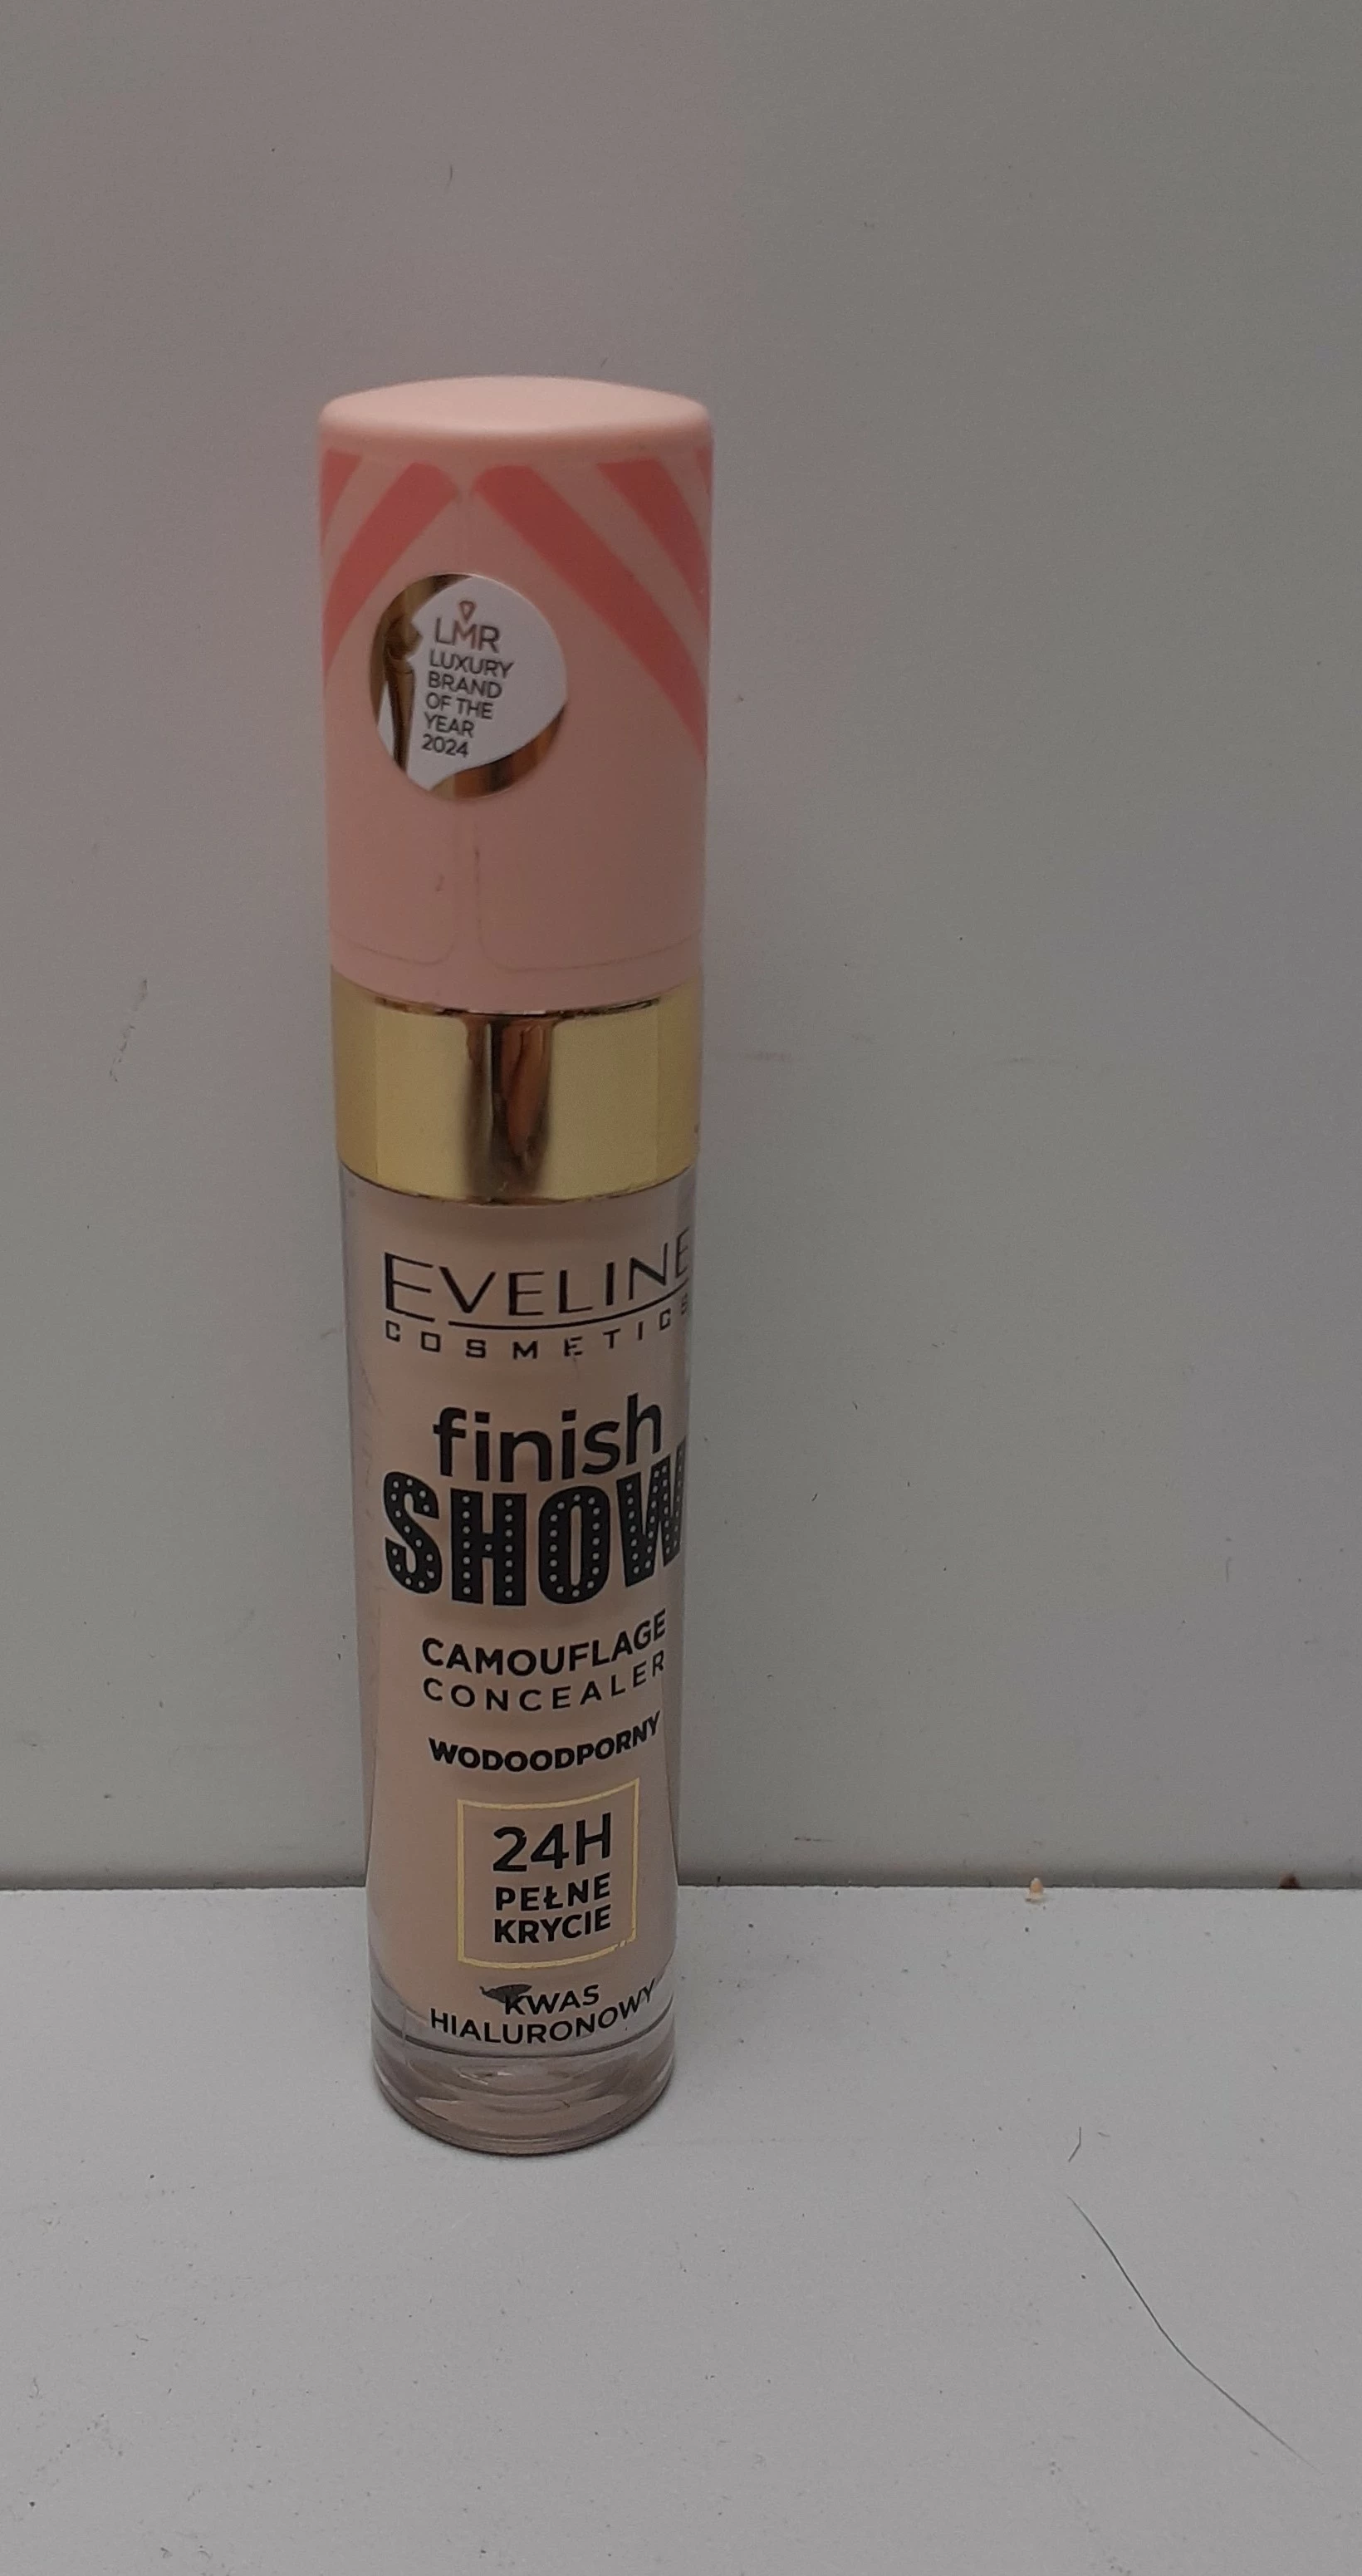 LMR
LUXURY
BRAND
OF THE
YEAR
2024
EVELINE
COSMETICS
finish
SHOW
CAMOUFLAGE
CONCEALER
WODOODPORNY
24H
PEŁNE
KRYCIE
KWAS
HIALURONOWY